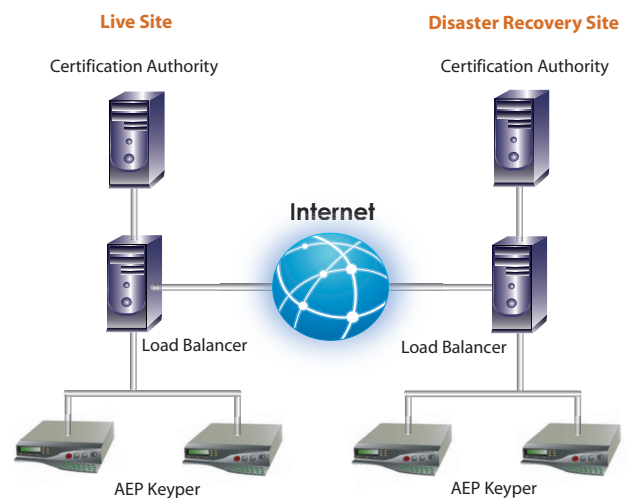 Live Site
Disaster Recovery Site
Certification Authority
Certification Authority
Internet
Load Balancer
Load Balancer
AEP Keyper
AEP Keyper